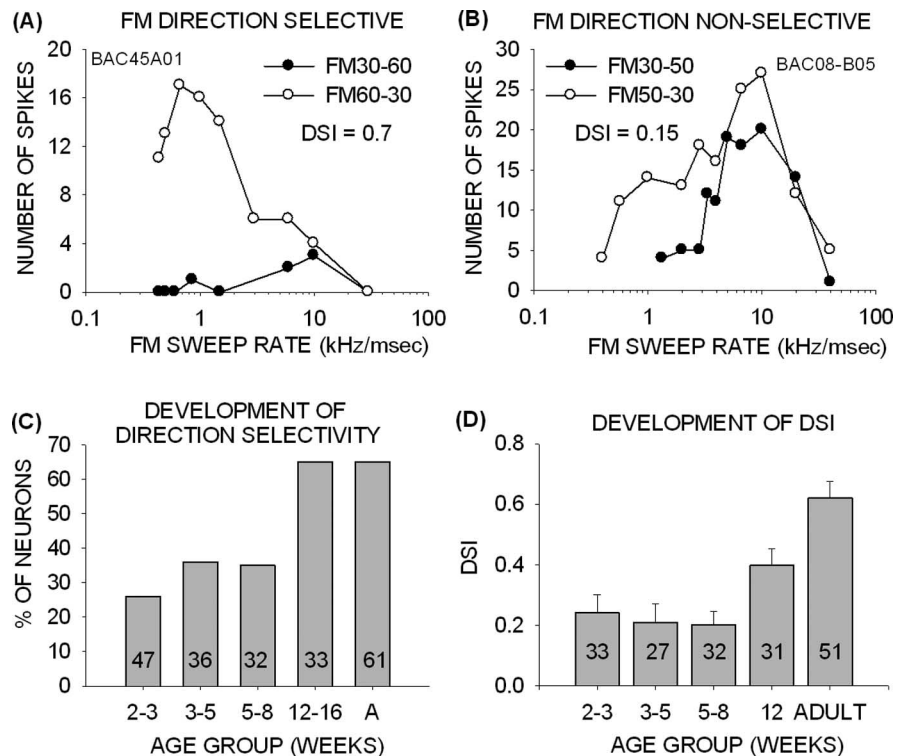 (A) FM DIRECTION SELECTIVE
BAC45A01
FM30-60
FM60-30
DSI = 0.7
NUMBER OF SPIKES
20
16
12
8
4
0
0.1 1 10 100
FM SWEEP RATE (kHz/msec)
(B) FM DIRECTION NON-SELECTIVE
BAC08-B05
FM30-50
FM50-30
DSI = 0.15
NUMBER OF SPIKES
30
25
20
15
10
5
0
0.1 1 10 100
FM SWEEP RATE (kHz/msec)
(C) DEVELOPMENT OF
DIRECTION SELECTIVITY
% OF NEURONS
70
60
50
40
30
20
10
0
47 36 32 33 61
2-3 3-5 5-8 12-16 A
AGE GROUP (WEEKS)
(D) DEVELOPMENT OF DSI
DSI
0.8
0.6
0.4
0.2
0.0
33 27 32 31 51
2-3 3-5 5-8 12 ADULT
AGE GROUP (WEEKS)